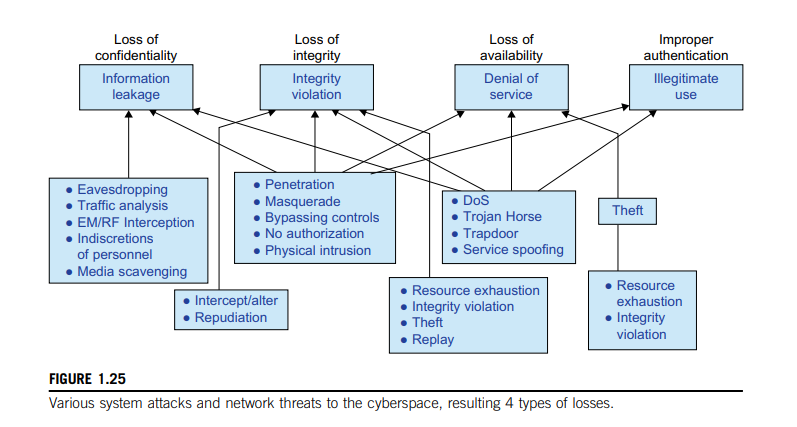 Loss of
confidentiality
Loss of
integrity
Loss of
availability
Improper
authentication
Information
leakage
Integrity
violation
Denial of
service
Illegitimate
use
● Eavesdropping
● Traffic analysis
● EM/RF Interception
● Indiscretions
of personnel
● Media scavenging
● Penetration
● Masquerade
● Bypassing controls
● No authorization
● Physical intrusion
● DoS
● Trojan Horse
● Trapdoor
● Service spoofing
Theft
● Intercept/alter
● Repudiation
● Resource exhaustion
● Integrity violation
● Theft
● Replay
● Resource
exhaustion
● Integrity
violation
FIGURE 1.25
Various system attacks and network threats to the cyberspace, resulting 4 types of losses.